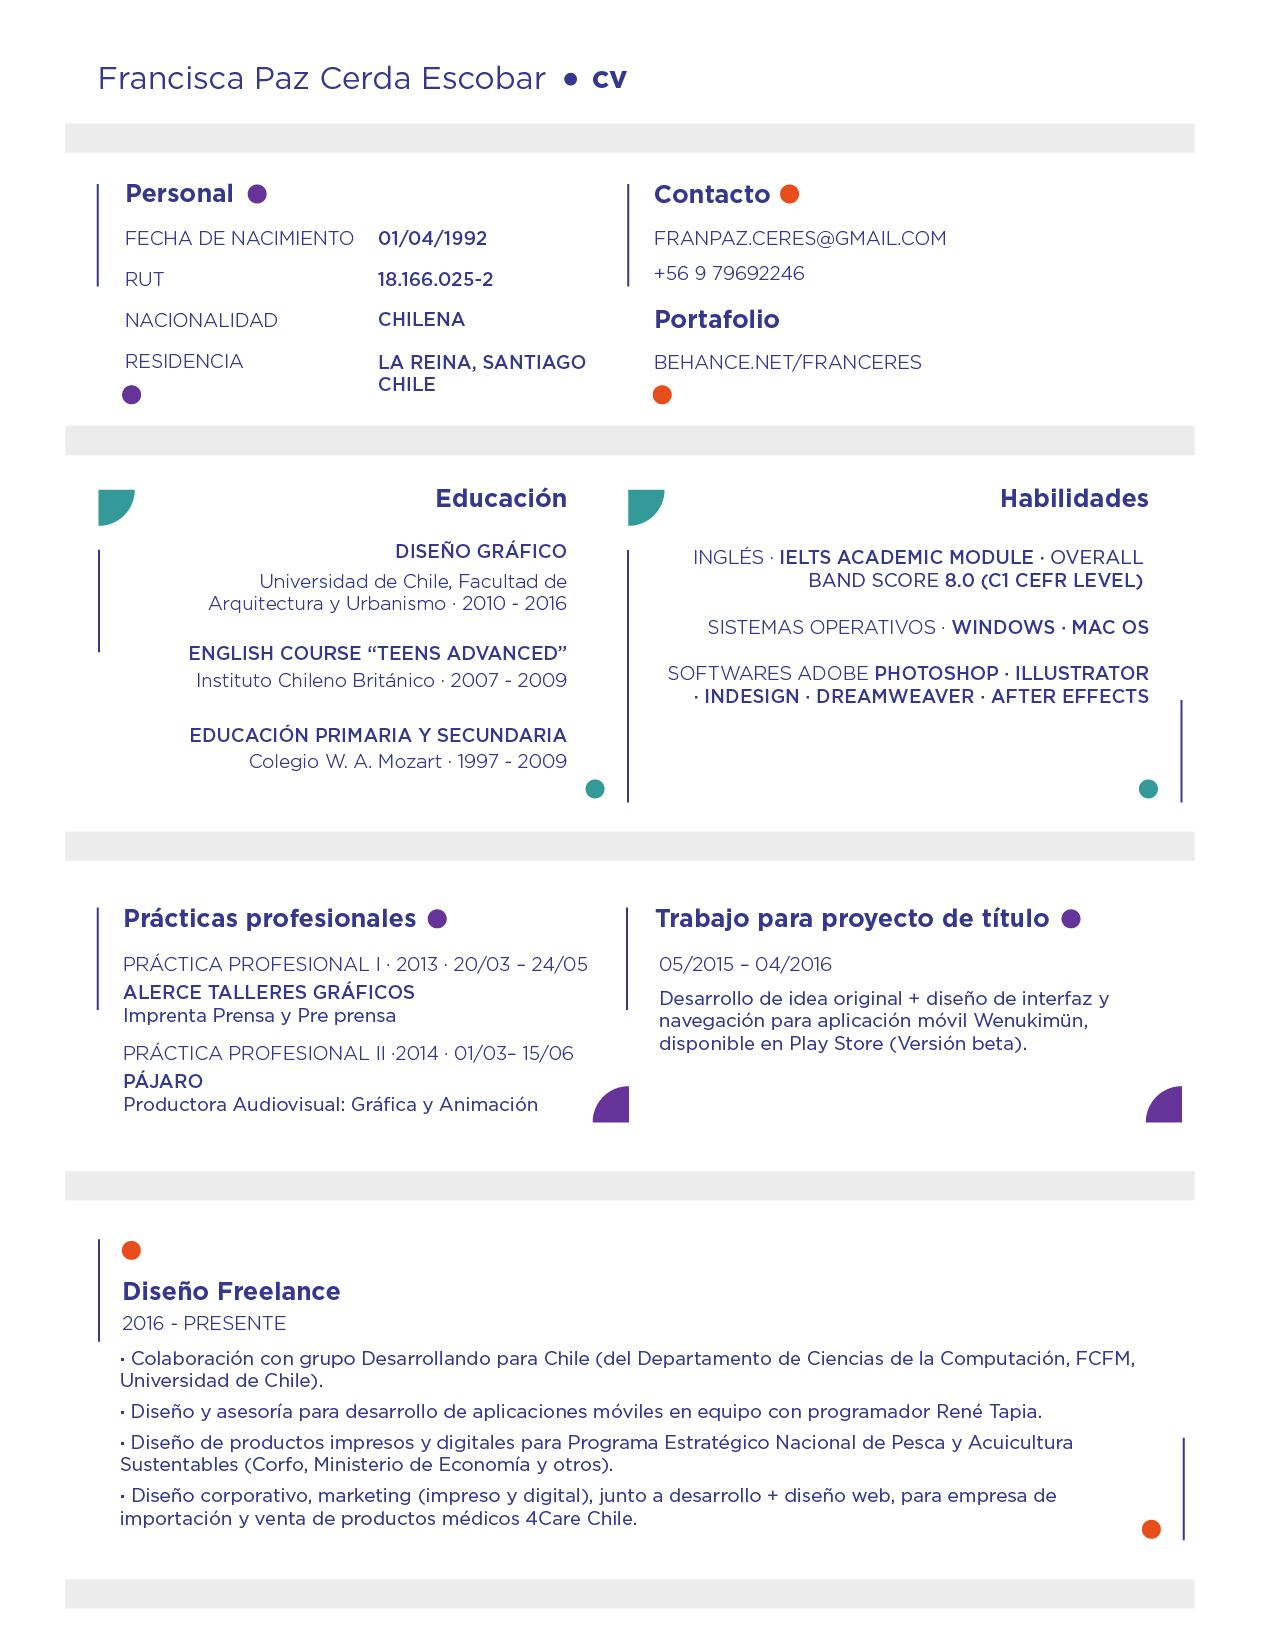 Francisca Paz Cerda Escobar • cv
Personal
FECHA DE NACIMIENTO 01/04/1992
RUT 18.166.025-2
NACIONALIDAD CHILENA
RESIDENCIA LA REINA, SANTIAGO
CHILE
Contacto
FRANPAZ.CERES@GMAIL.COM
+56 9 79692246
Portafolio
BEHANCE.NET/FRANCERES
Educación
DISEÑO GRÁFICO
Universidad de Chile, Facultad de
Arquitectura y Urbanismo · 2010 - 2016
ENGLISH COURSE “TEENS ADVANCED”
Instituto Chileno Británico · 2007 - 2009
EDUCACIÓN PRIMARIA Y SECUNDARIA
Colegio W. A. Mozart · 1997 - 2009
Habilidades
INGLÉS · IELTS ACADEMIC MODULE · OVERALL
BAND SCORE 8.0 (C1 CEFR LEVEL)
SISTEMAS OPERATIVOS · WINDOWS · MAC OS
SOFTWARES ADOBE PHOTOSHOP · ILLUSTRATOR
· INDESIGN · DREAMWEAVER · AFTER EFFECTS
Prácticas profesionales
PRÁCTICA PROFESIONAL I · 2013 · 20/03 – 24/05
ALERCE TALLERES GRÁFICOS
Imprenta Prensa y Pre prensa
PRÁCTICA PROFESIONAL II ·2014 · 01/03– 15/06
PÁJARO
Productora Audiovisual: Gráfica y Animación
Trabajo para proyecto de título
05/2015 – 04/2016
Desarrollo de idea original + diseño de interfaz y
navegación para aplicación móvil Wenukimün,
disponible en Play Store (Versión beta).
Diseño Freelance
2016 - PRESENTE
· Colaboración con grupo Desarrollando para Chile (del Departamento de Ciencias de la Computación, FCFM,
Universidad de Chile).
· Diseño y asesoría para desarrollo de aplicaciones móviles en equipo con programador René Tapia.
· Diseño de productos impresos y digitales para Programa Estratégico Nacional de Pesca y Acuicultura
Sustentables (Corfo, Ministerio de Economía y otros).
· Diseño corporativo, marketing (impreso y digital), junto a desarrollo + diseño web, para empresa de
importación y venta de productos médicos 4Care Chile.